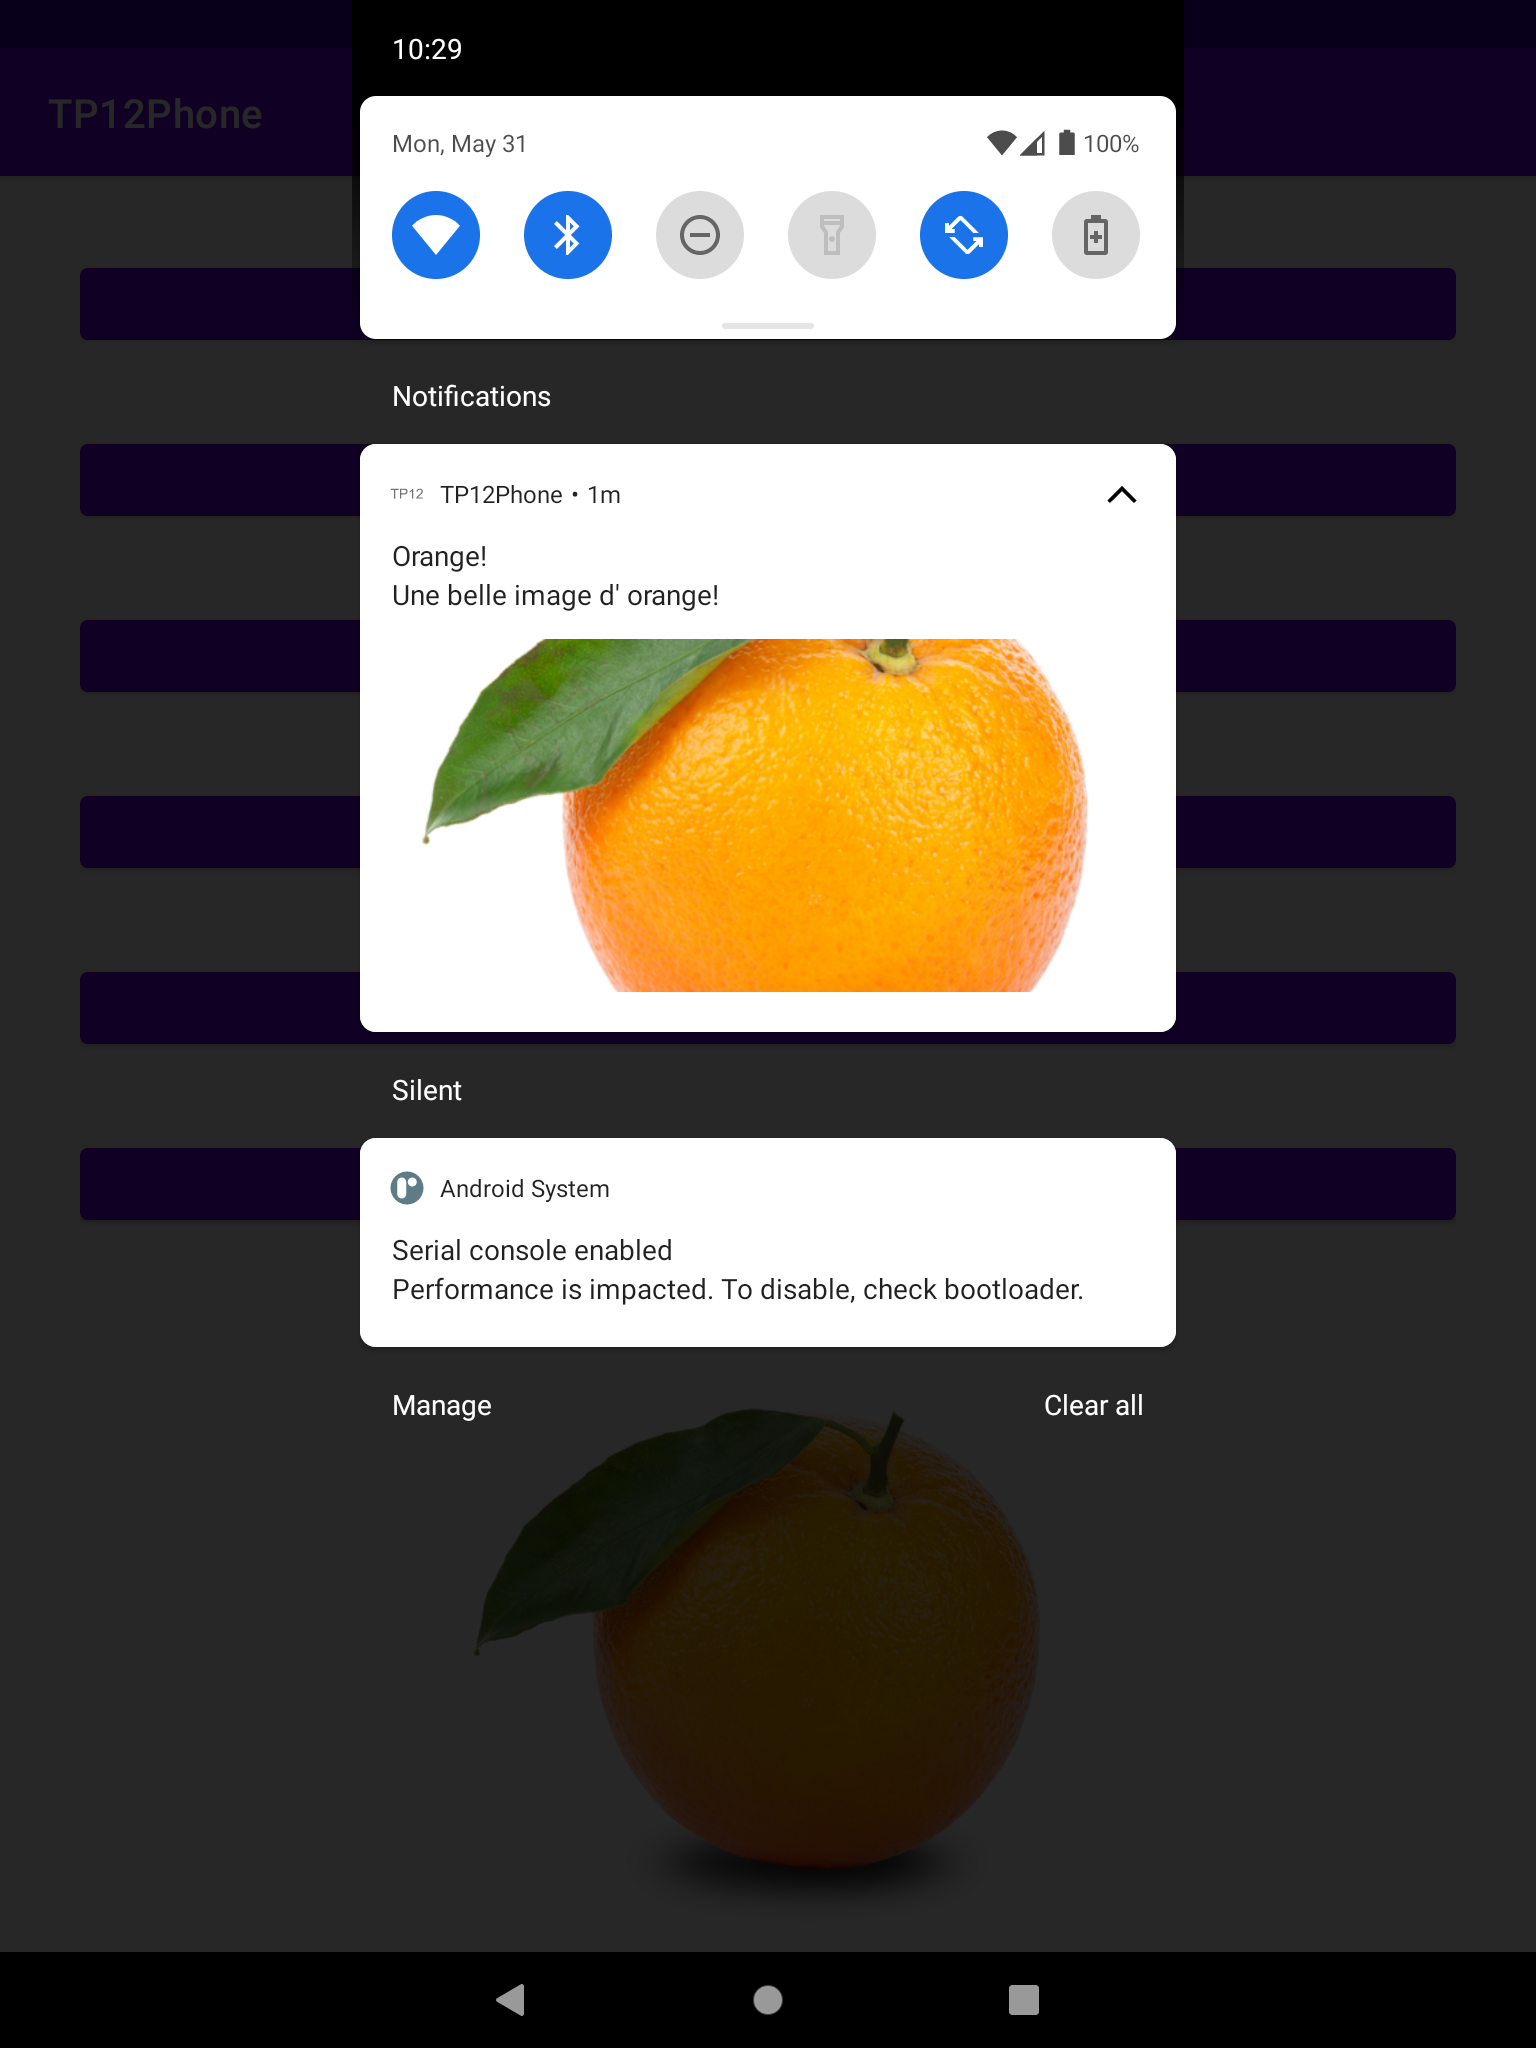 10:29
TP12Phone
Mon, May 31
100%
Notifications
TP12 TP12Phone • 1m
Orange!
Une belle image d' orange!
Silent
Android System
Serial console enabled
Performance is impacted. To disable, check bootloader.
Manage Clear all